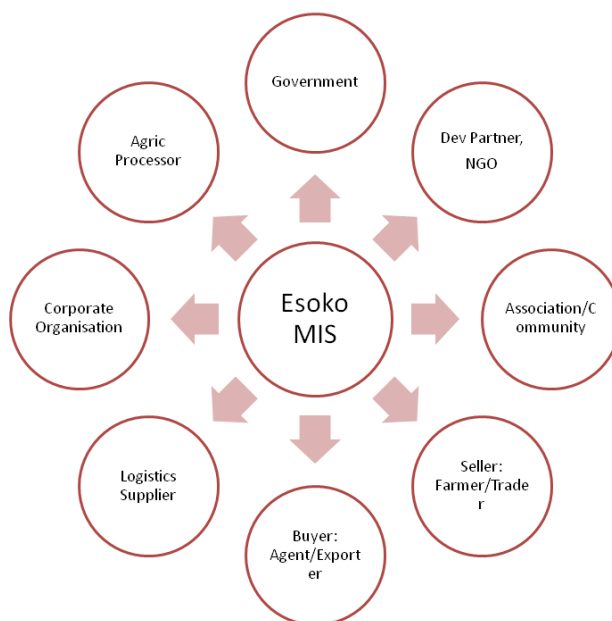 Government
Agric
Processor
Dev Partner,
NGO
Corporate
Organisation
Esoko
MIS
Association/C
ommunity
Logistics
Supplier
Seller:
Farmer/Trade
r
Buyer:
Agent/Export
er